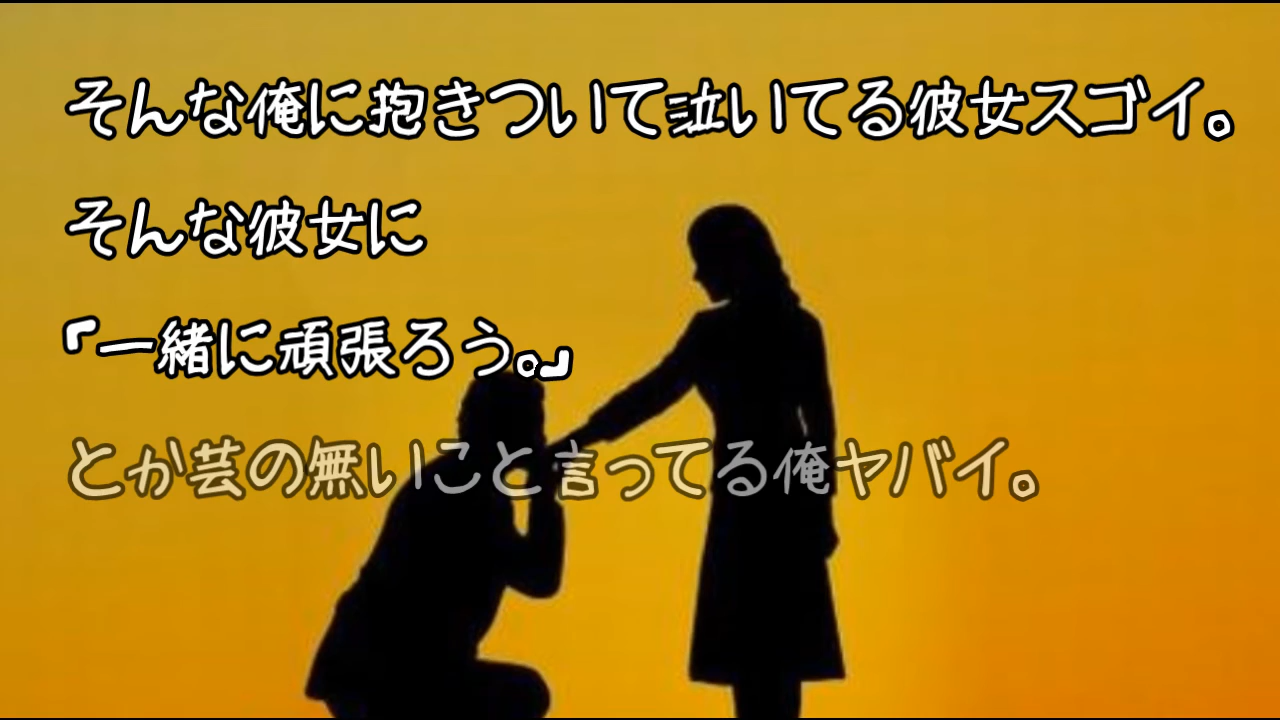 そんな俺に抱きついて泣いてる彼女スゴイ。
そんな彼女に
｢一緒に頑張ろう。｣
とか芸の無いこと言ってる俺ヤバイ。